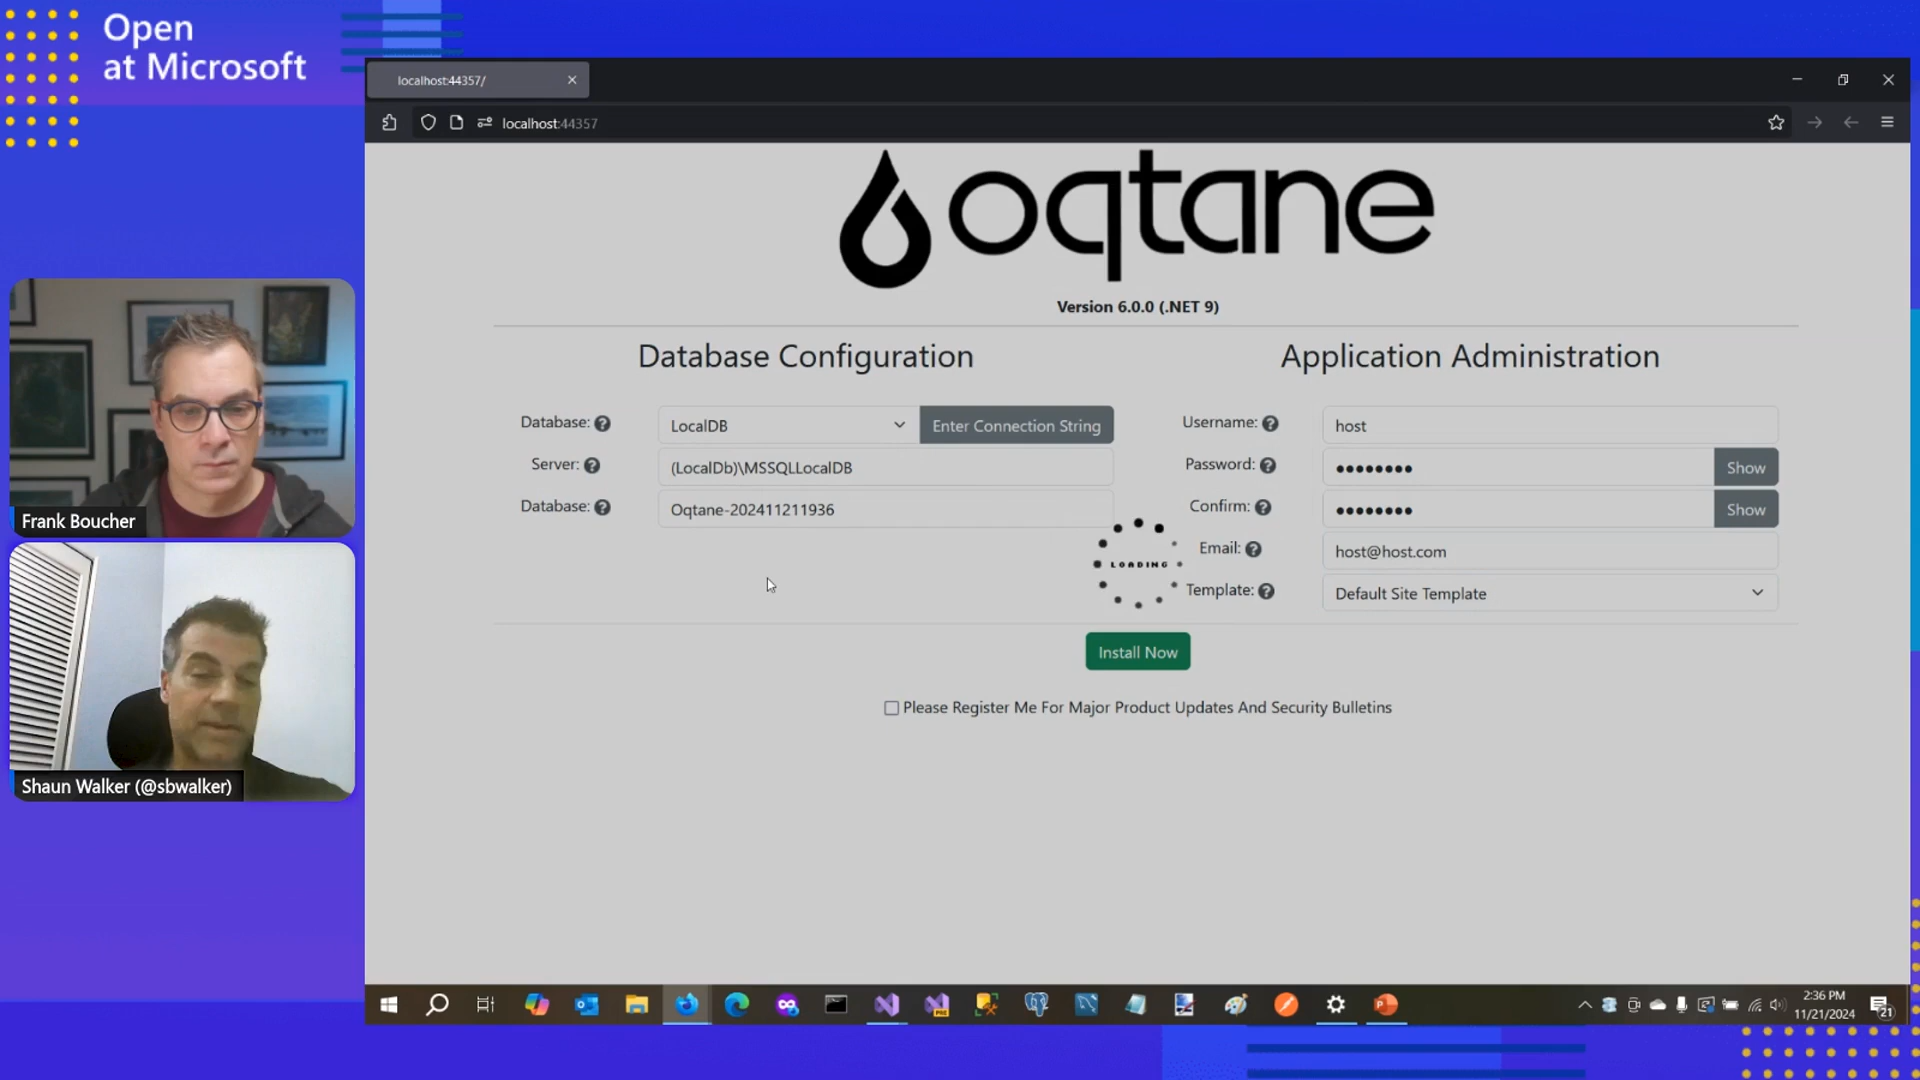 Open
at Microsoft
localhost:44357/
localhost:44357
oqtane
Version 6.0.0 (.NET 9)
Database Configuration
Application Administration
Database:
LocalDB
Enter Connection String
Server:
(LocalDb)\MSSQLLocalDB
Database:
Oqtane-202411211936
Username:
host
Password:
●●●●●●●●
Show
Confirm:
●●●●●●●●
Show
Email:
host@host.com
Template:
Default Site Template
LOADING
Install Now
Please Register Me For Major Product Updates And Security Bulletins
Frank Boucher
Shaun Walker (@sbwalker)
2:36 PM
11/21/2024
21